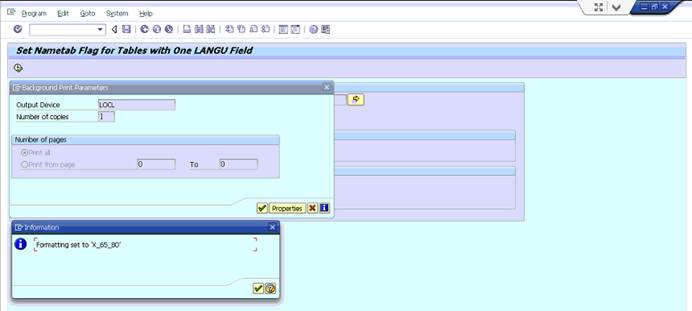 Program Edit Goto System Help
Set Nametab Flag for Tables with One LANGU Field
Background Print Parameters
Output Device LOCL
Number of copies 1
Number of pages
Print all
Print from page 0 To 0
Properties
Information
Formatting set to 'X_65_80'